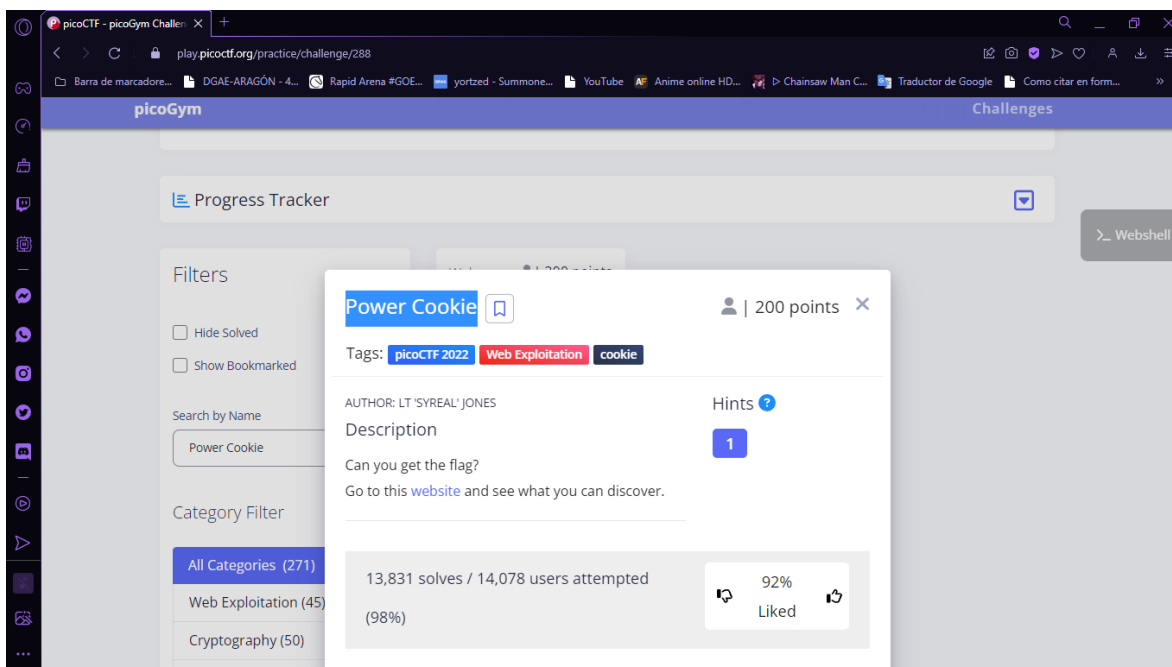 picoCTF - picoGym Challen
play.picoctf.org/practice/challenge/288
Barra de marcadore... DGAE-ARAGÓN - 4... Rapid Arena #GOE... yortzed - Summone... YouTube Anime online HD... ▷ Chainsaw Man C... Traductor de Google Como citar en form... »
picoGym Challenges
Progress Tracker
>_ Webshell
Filters
Hide Solved
Show Bookmarked
Search by Name
Power Cookie
Category Filter
All Categories (271)
Web Exploitation (45)
Cryptography (50)
Power Cookie | 200 points ×
Tags: picoCTF 2022 Web Exploitation cookie
AUTHOR: LT 'SYREAL' JONES
Description
Can you get the flag?
Go to this website and see what you can discover.
Hints ?
1
13,831 solves / 14,078 users attempted
(98%)
92%
Liked